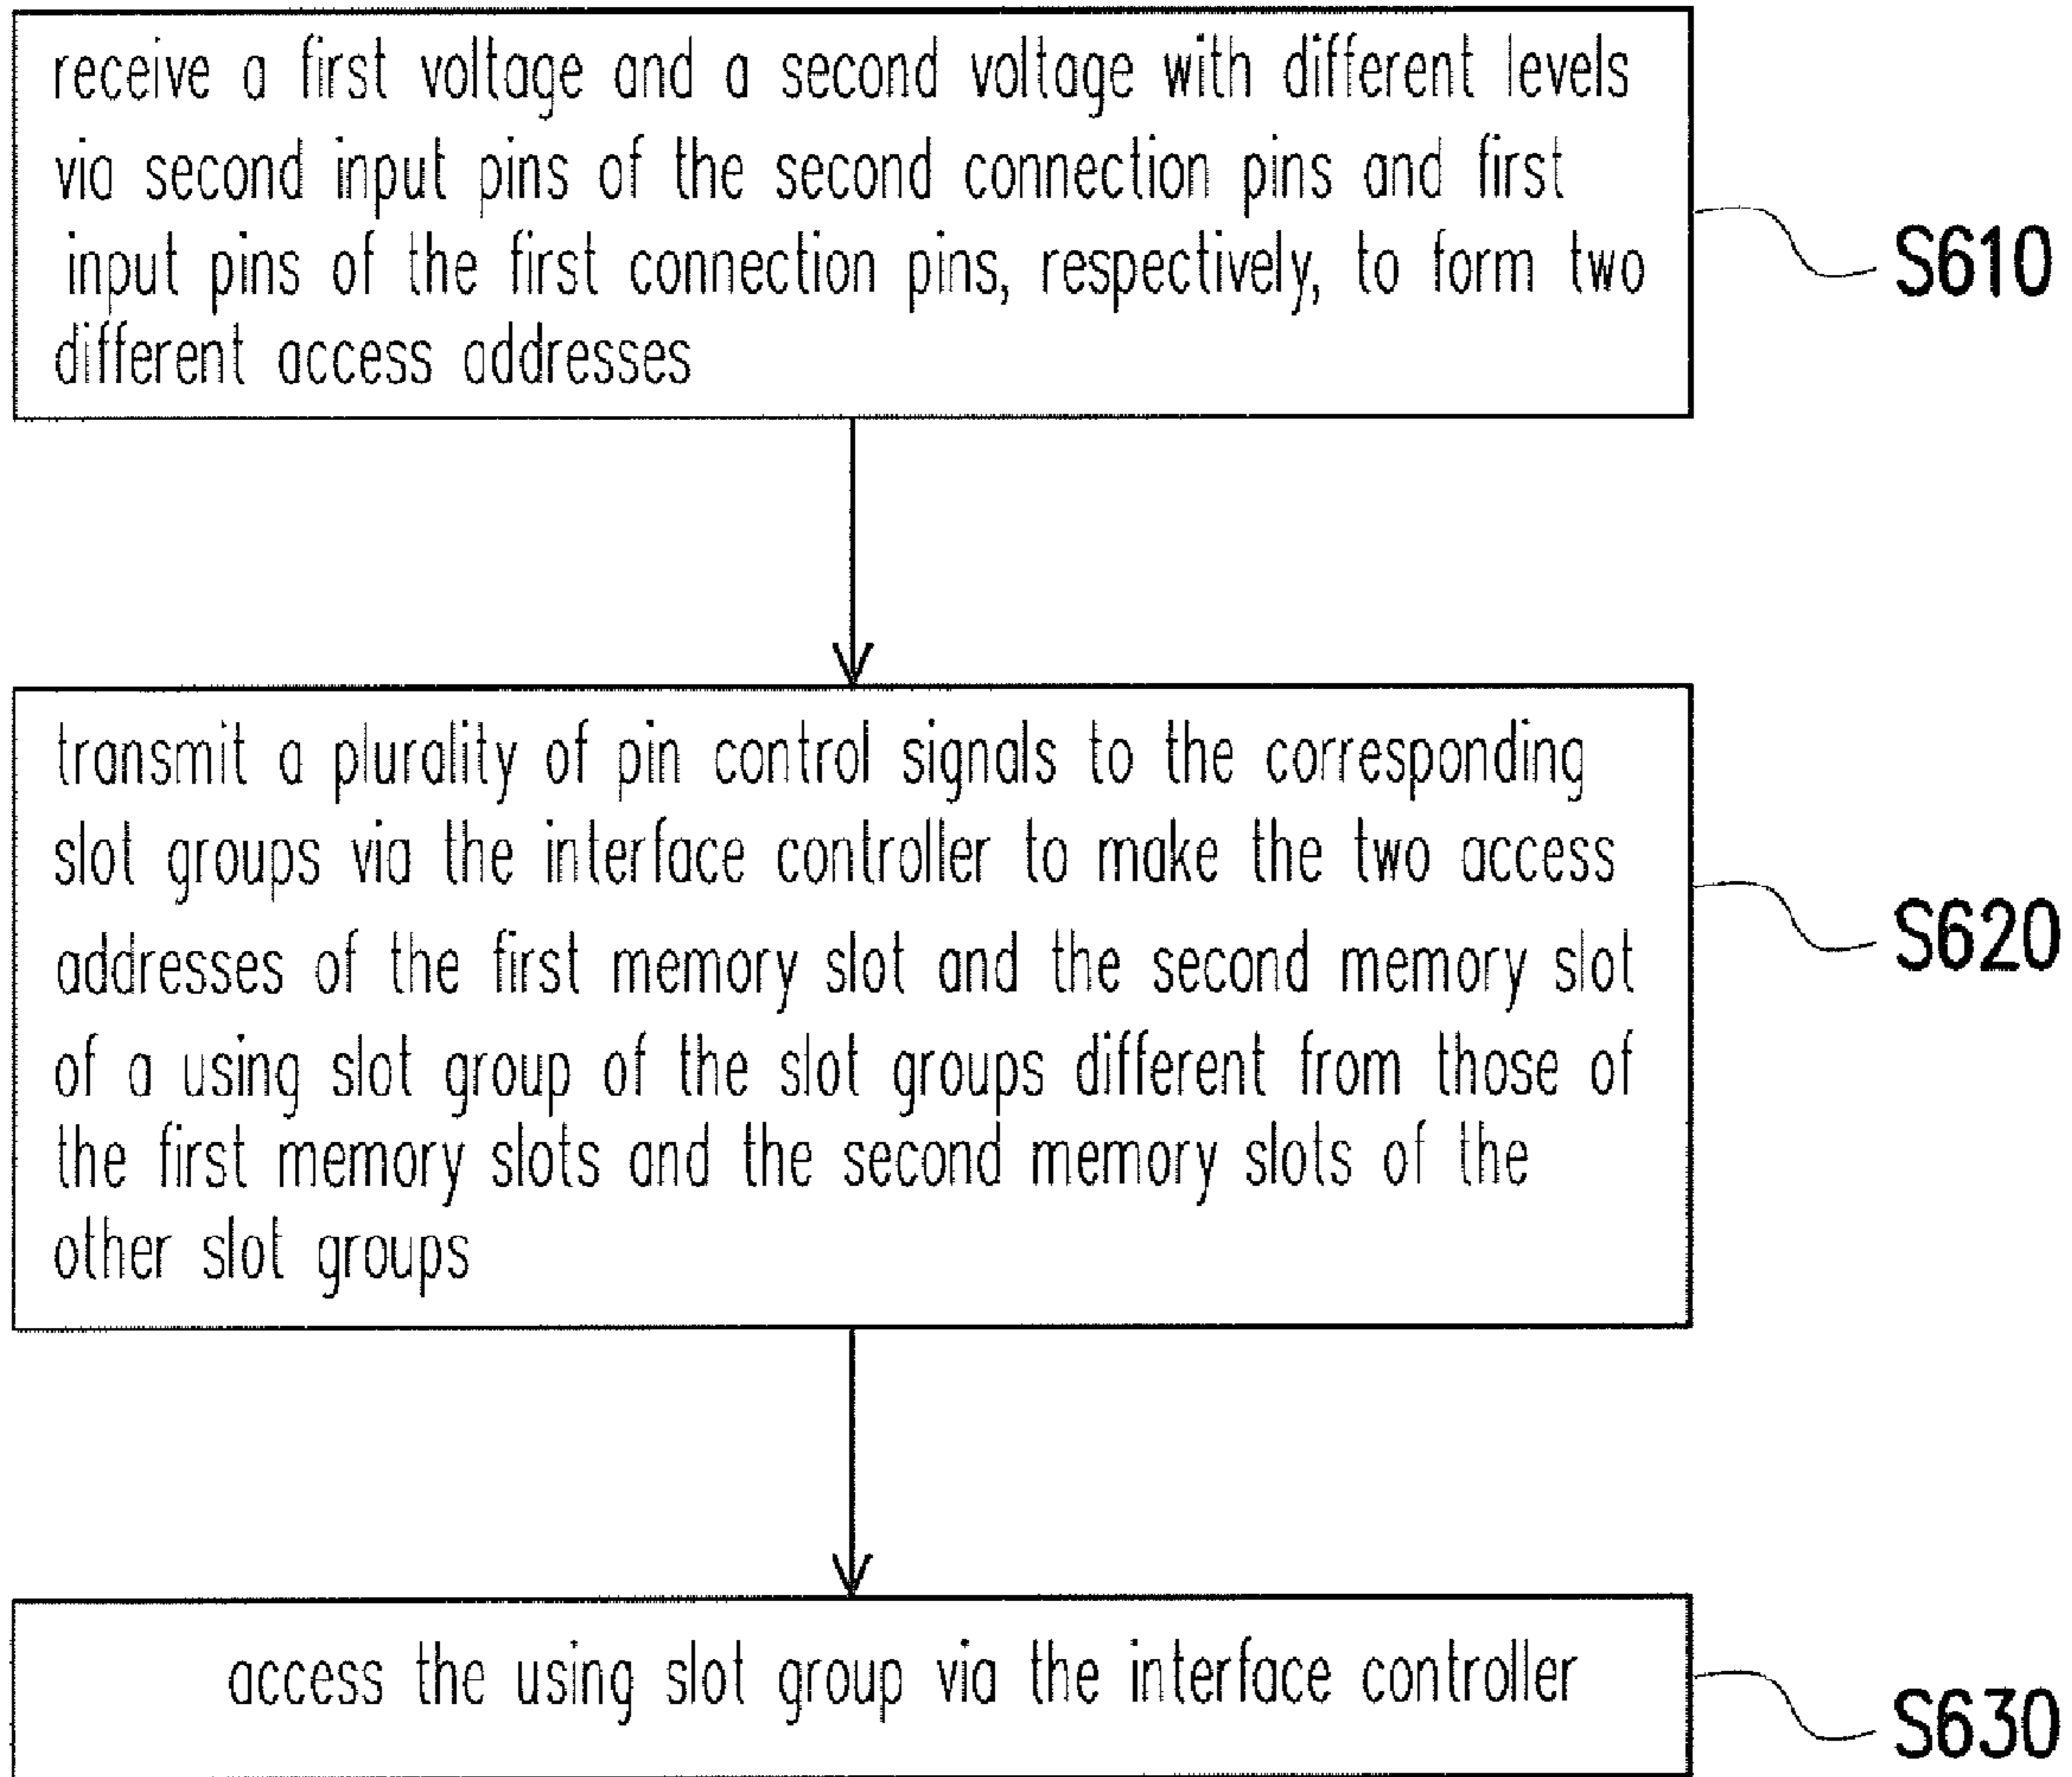 receive a first voltage and a second voltage with different levels
via second input pins of the second connection pins and first
input pins of the first connection pins, respectively, to form two
different access addresses
S610
transmit a plurality of pin control signals to the corresponding
slot groups via the interface controller to make the two access
addresses of the first memory slot and the second memory slot
of a using slot group of the slot groups different from those of
the first memory slots and the second memory slots of the
other slot groups
S620
access the using slot group via the interface controller
S630